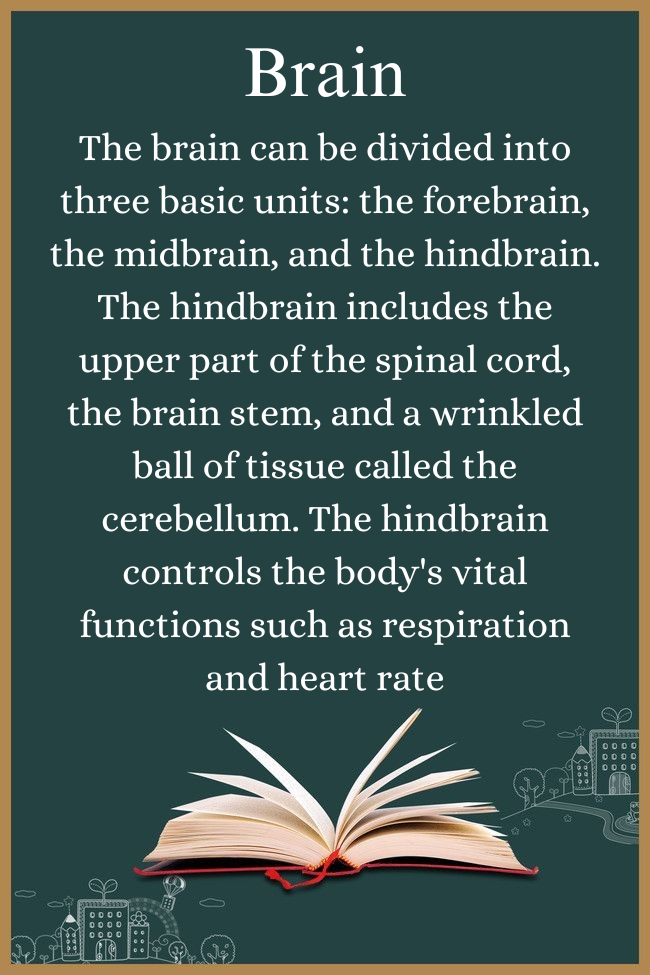 Brain
The brain can be divided into
three basic units: the forebrain,
the midbrain, and the hindbrain.
The hindbrain includes the
upper part of the spinal cord,
the brain stem, and a wrinkled
ball of tissue called the
cerebellum. The hindbrain
controls the body's vital
functions such as respiration
and heart rate